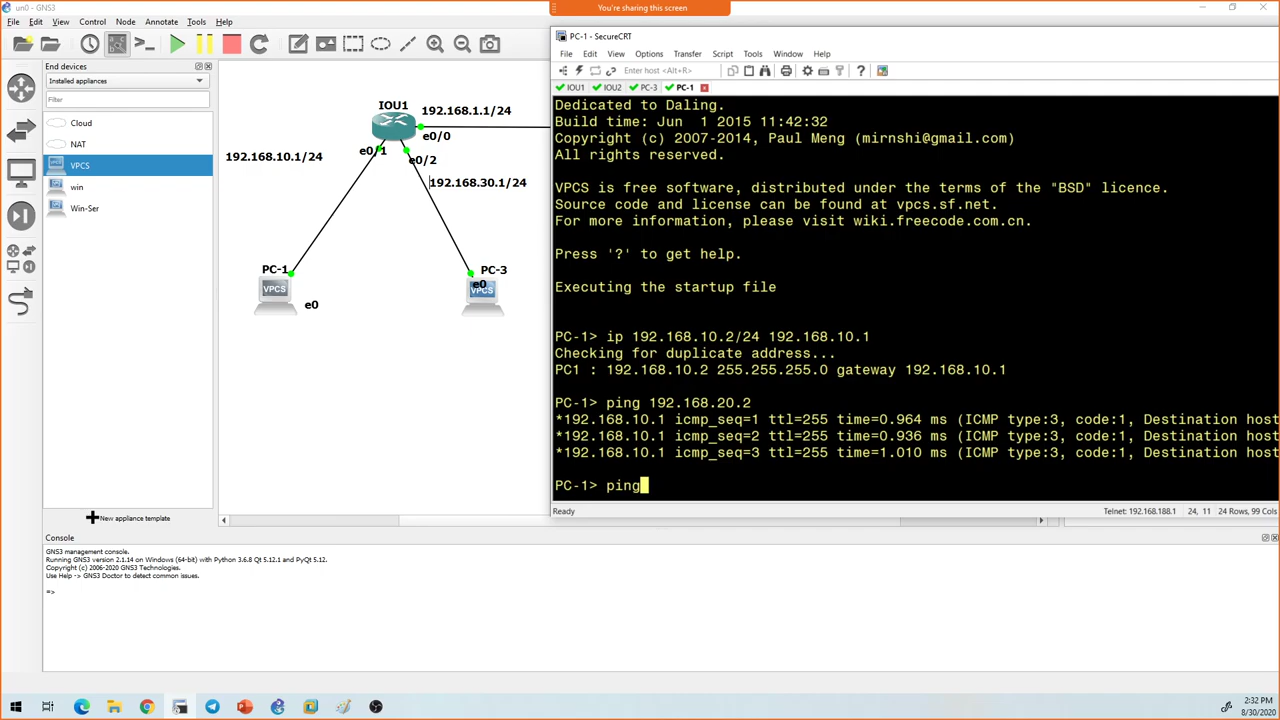 un0 - GNS3
You're sharing this screen
File Edit View Control Node Annotate Tools Help
End devices
Installed appliances
Filter
Cloud
NAT
VPCS
win
Win-Ser
New appliance template
IOU1
192.168.1.1/24
e0/0
e0/1
e0/2
192.168.10.1/24
192.168.30.1/24
PC-1
VPCS
e0
PC-3
e0
VPCS
PC-1 - SecureCRT
File Edit View Options Transfer Script Tools Window Help
Enter host <Alt+R>
IOU1 IOU2 PC-3 PC-1
Dedicated to Daling.
Build time: Jun 1 2015 11:42:32
Copyright (c) 2007-2014, Paul Meng (mirnshi@gmail.com)
All rights reserved.
VPCS is free software, distributed under the terms of the "BSD" licence.
Source code and license can be found at vpcs.sf.net.
For more information, please visit wiki.freecode.com.cn.
Press '?' to get help.
Executing the startup file
PC-1> ip 192.168.10.2/24 192.168.10.1
Checking for duplicate address...
PC1 : 192.168.10.2 255.255.255.0 gateway 192.168.10.1
PC-1> ping 192.168.20.2
*192.168.10.1 icmp_seq=1 ttl=255 time=0.964 ms (ICMP type:3, code:1, Destination host
*192.168.10.1 icmp_seq=2 ttl=255 time=0.936 ms (ICMP type:3, code:1, Destination host
*192.168.10.1 icmp_seq=3 ttl=255 time=1.010 ms (ICMP type:3, code:1, Destination host
PC-1> ping
Ready
Telnet: 192.168.188.1 24, 11 24 Rows, 99 Cols
Console
GNS3 management console.
Running GNS3 version 2.1.14 on Windows (64-bit) with Python 3.6.8 Qt 5.12.1 and PyQt 5.12.
Copyright (c) 2006-2020 GNS3 Technologies.
Use Help -> GNS3 Doctor to detect common issues.
=>
2:32 PM
8/30/2020